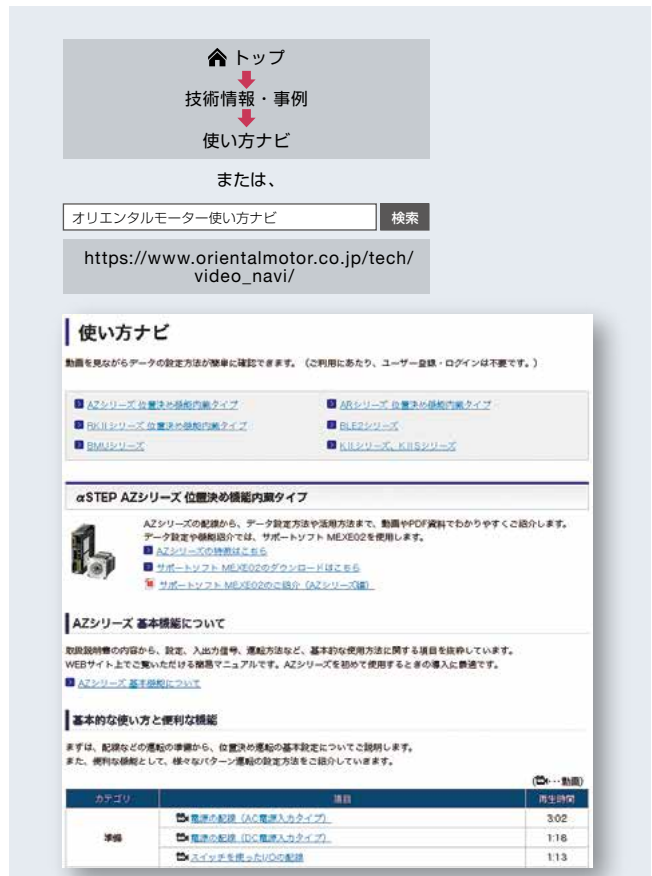 トップ
技術情報・事例
使い方ナビ
または、
オリエンタルモーター使い方ナビ 検索
https://www.orientalmotor.co.jp/tech/
video_navi/
使い方ナビ
動画を見ながらデータの設定方法が簡単に確認できます。(ご利用にあたり、ユーザー登録・ログインは不要です。)
AZシリーズ 位置決め機能内蔵タイプ ARシリーズ 位置決め機能内蔵タイプ
RKIIシリーズ 位置決め機能内蔵タイプ BLE2シリーズ
BMUシリーズ KIIシリーズ、KIISシリーズ
αSTEP AZシリーズ 位置決め機能内蔵タイプ
AZシリーズの配線から、データ設定方法や活用方法まで、動画やPDF資料でわかりやすくご紹介します。
データ設定や機能紹介では、サポートソフト MEXE02を使用します。
AZシリーズの特徴はこちら
サポートソフト MEXE02のダウンロードはこちら
サポートソフト MEXE02のご紹介(AZシリーズ編)
AZシリーズ 基本機能について
取扱説明書の内容から、設定、入出力信号、運転方法など、基本的な使用方法に関する項目を抜粋しています。
WEBサイト上でご覧いただける簡易マニュアルです。AZシリーズを初めて使用するときの導入に最適です。
AZシリーズ 基本機能について
基本的な使い方と便利な機能
まずは、配線などの運転の準備から、位置決め運転の基本設定についてご説明します。
また、便利な機能として、様々なパターン運転の設定方法をご紹介していきます。
(…動画)
カテゴリ 項目 再生時間
準備 電源の配線(AC電源入力タイプ) 3:02
電源の配線(DC電源入力タイプ) 1:16
スイッチを使ったI/Oの配線 1:13